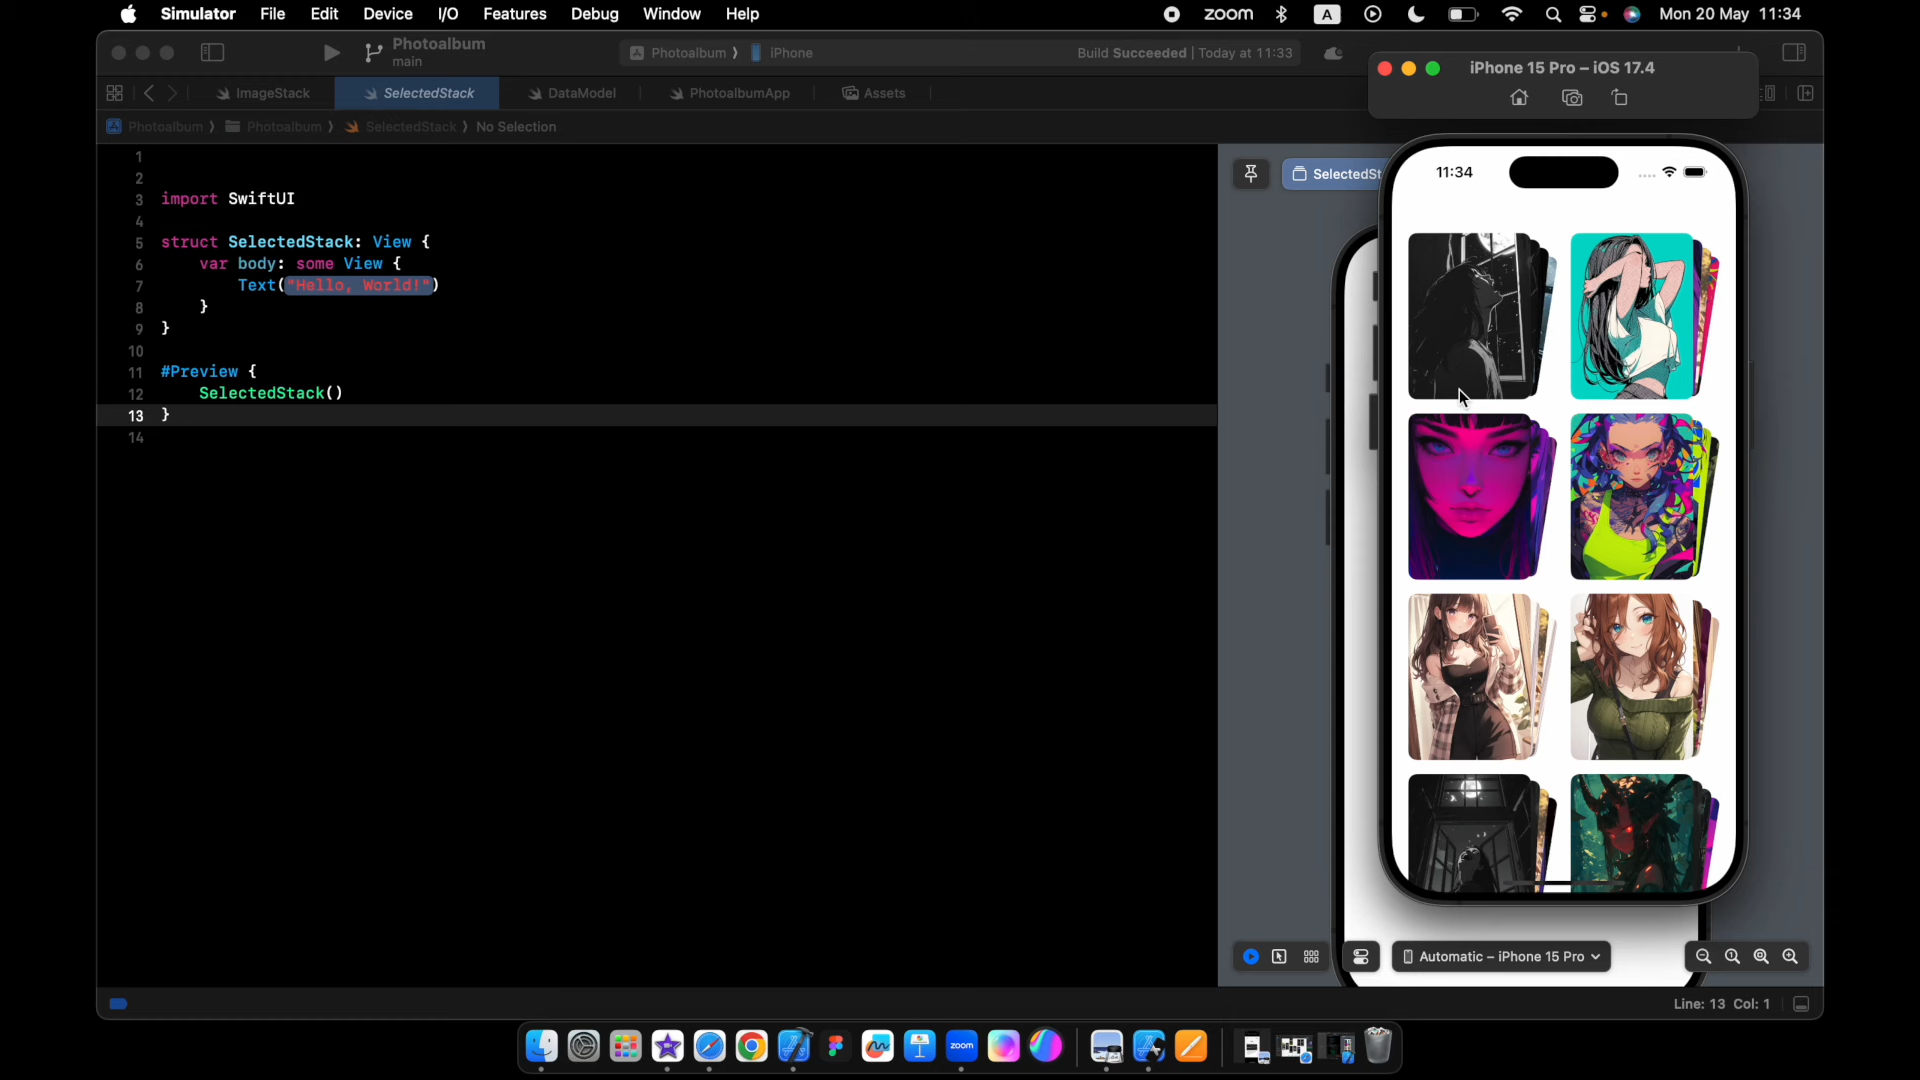 Simulator File Edit Device I/O Features Debug Window Help zoom A Mon 20 May 11:34
Photoalbum
main
Photoalbum ⟩ iPhone
Build Succeeded | Today at 11:33
iPhone 15 Pro – iOS 17.4
ImageStack SelectedStack DataModel PhotoalbumApp Assets
Photoalbum ⟩ Photoalbum ⟩ SelectedStack ⟩ No Selection
1
2
3 import SwiftUI
4
5 struct SelectedStack: View {
6 var body: some View {
7 Text("Hello, World!")
8 }
9 }
10
11 #Preview {
12 SelectedStack()
13 }
14
SelectedSt
11:34
Automatic – iPhone 15 Pro
Line: 13 Col: 1
zoom